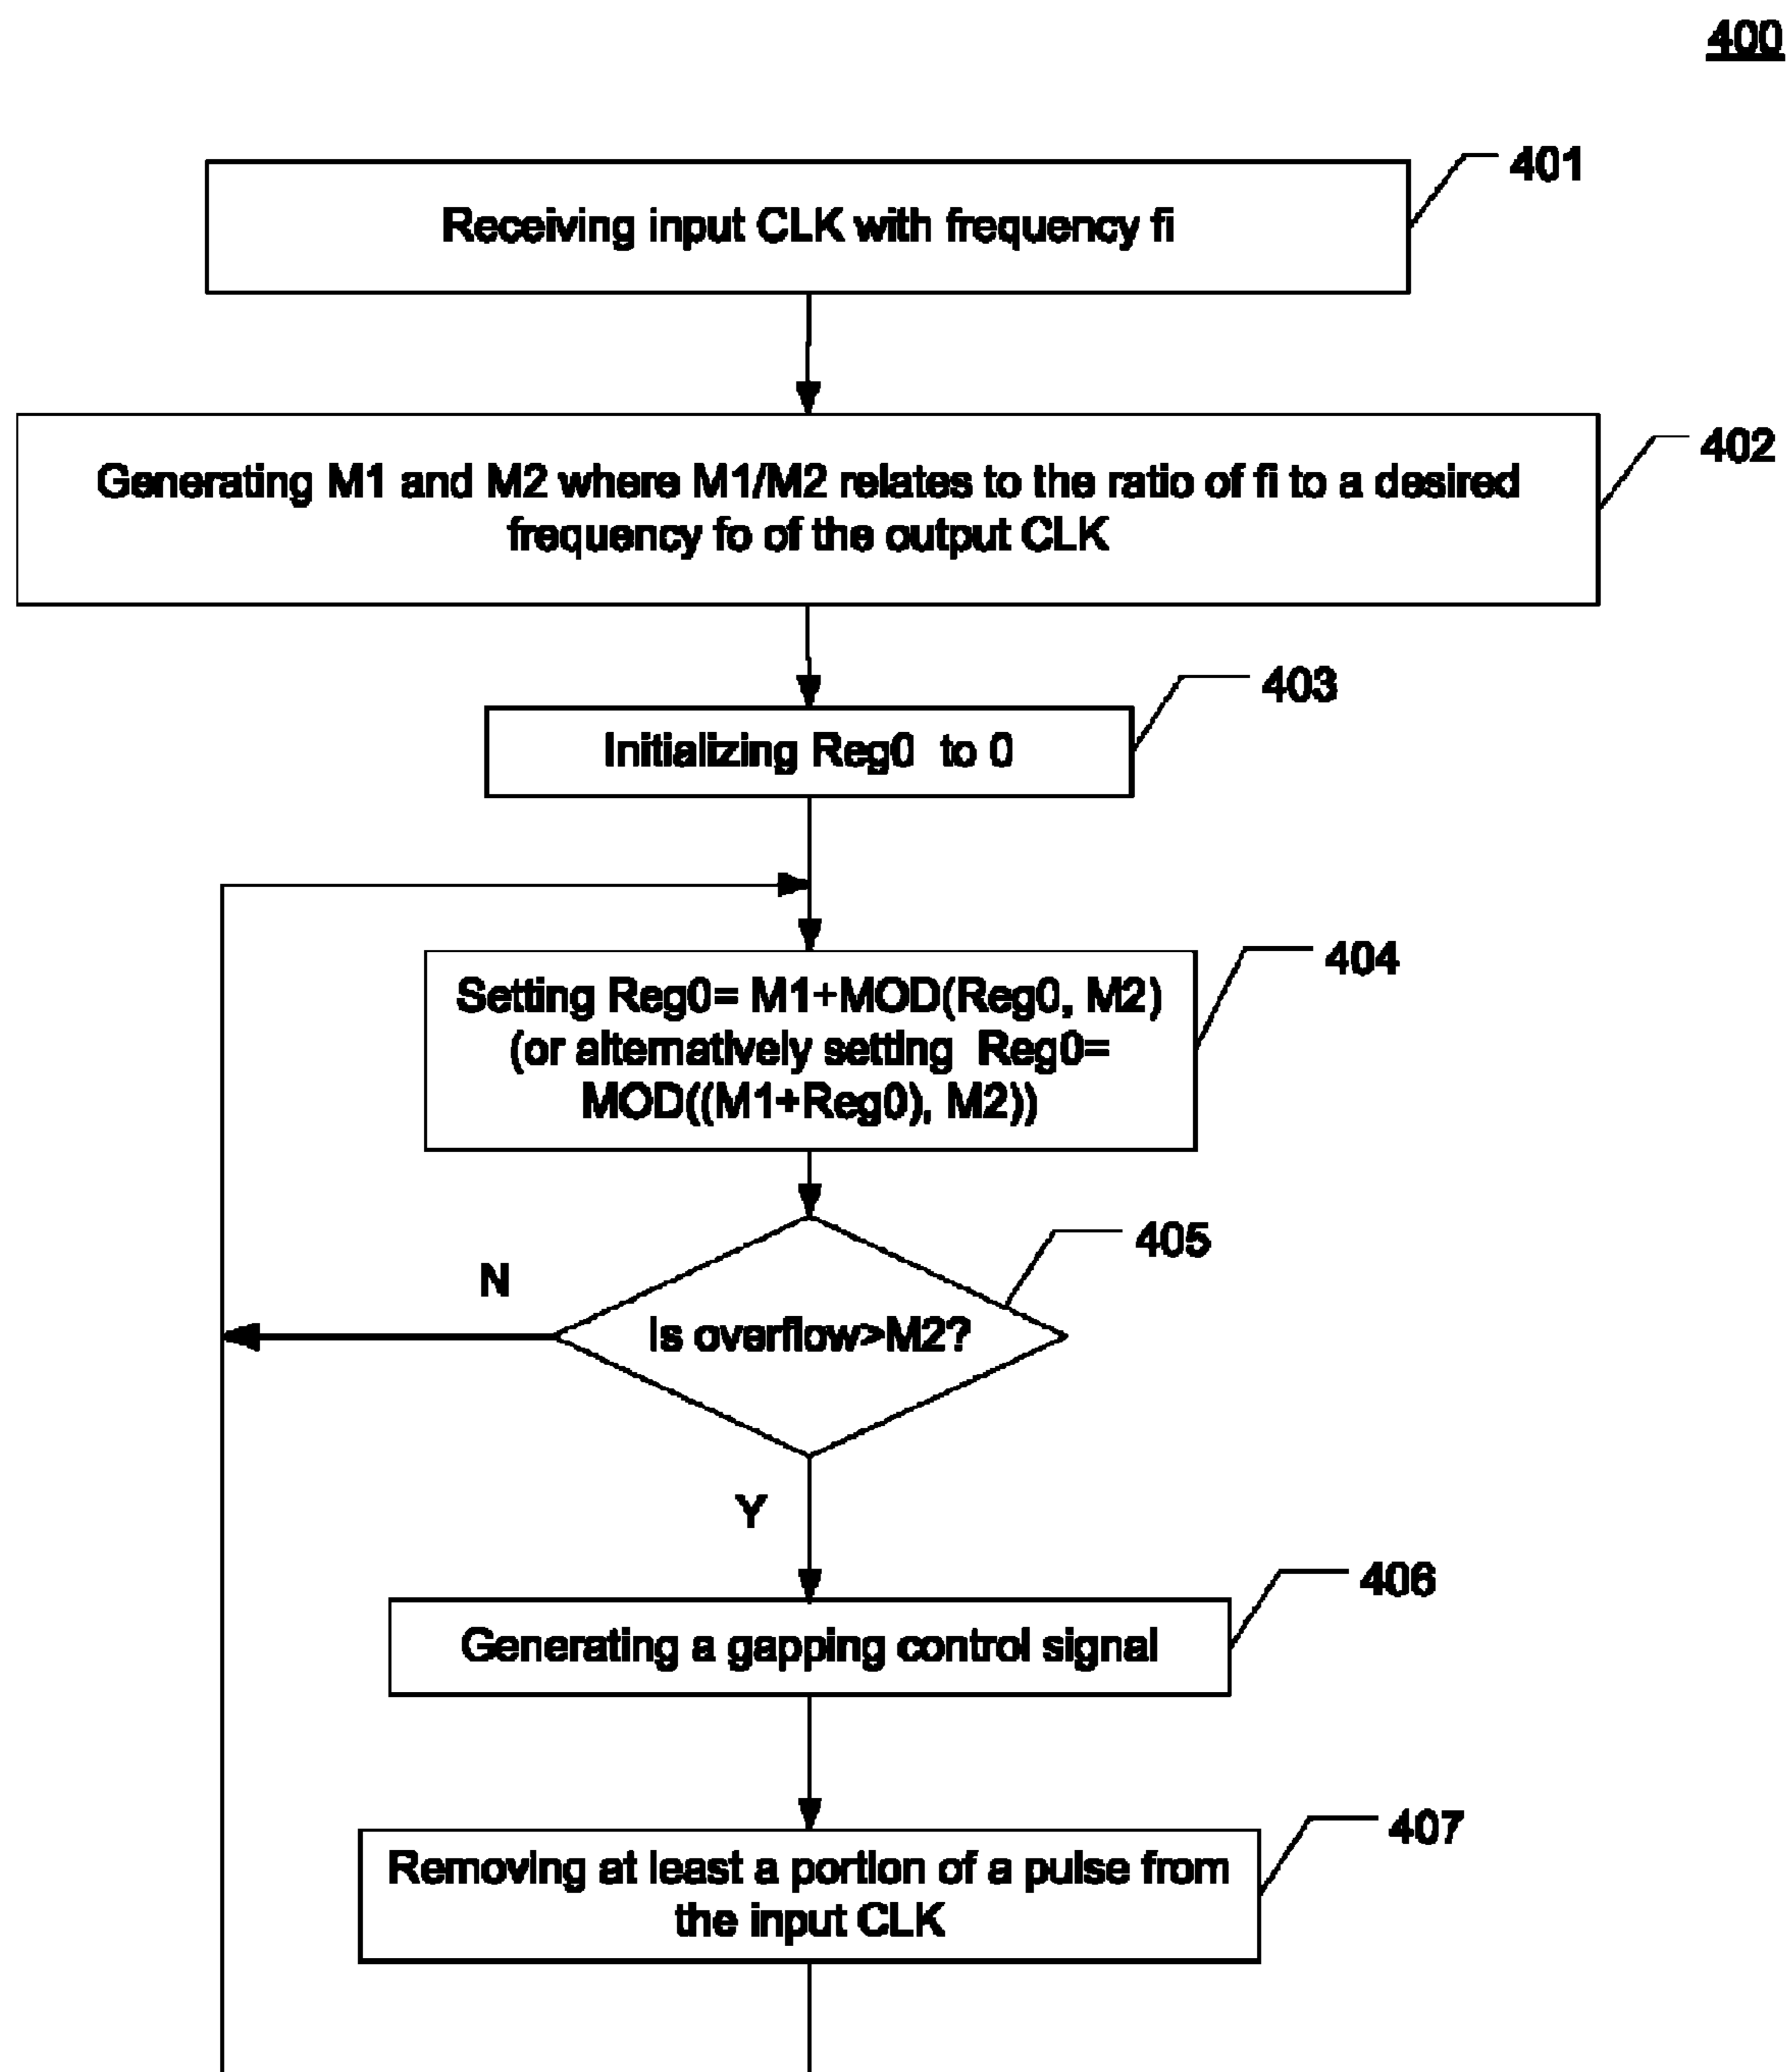 400
401
Receiving input CLK with frequency fi
402
Generating M1 and M2 where M1/M2 relates to the ratio of fi to a desired
frequency fo of the output CLK
403
Initializing Reg0 to 0
404
Setting Reg0= M1+MOD(Reg0, M2)
(or alternatively setting Reg0=
MOD((M1+Reg0), M2))
405
N
Is overflow>M2?
Y
406
Generating a gapping control signal
407
Removing at least a portion of a pulse from
the input CLK